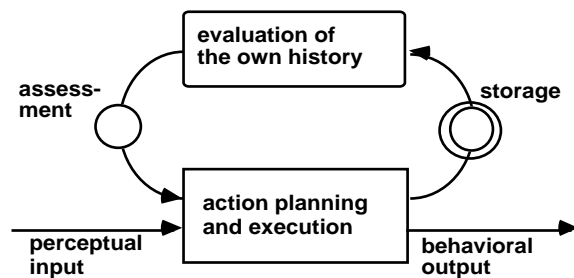 evaluation of
the own history
assess-
ment
storage
action planning
and execution
perceptual
input
behavioral
output